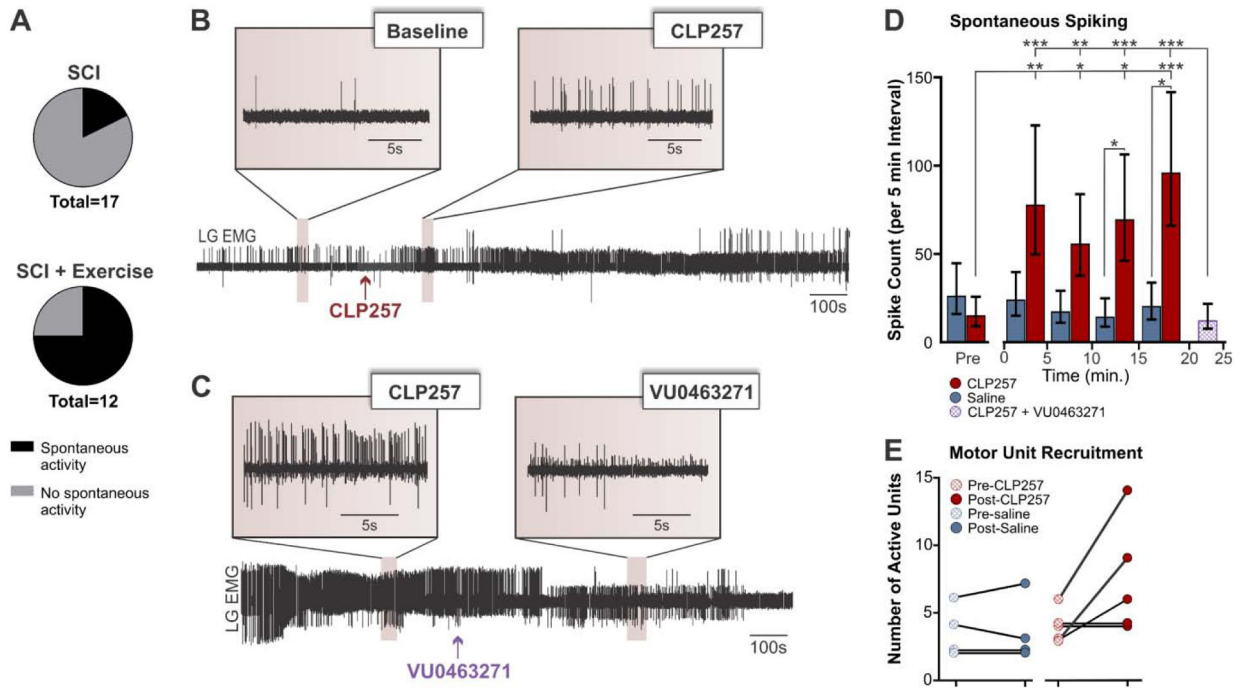 A
SCI
Total=17
SCI + Exercise
Total=12
Spontaneous
activity
No spontaneous
activity
B
Baseline
CLP257
5s
5s
LG EMG
CLP257
100s
C
CLP257
VU0463271
5s
5s
LG EMG
VU0463271
100s
D Spontaneous Spiking
*** ** *** ***
** * * ***
*
*
Spike Count (per 5 min Interval)
150
100
50
0
Pre 0 5 10 15 20 25
Time (min.)
CLP257
Saline
CLP257 + VU0463271
E Motor Unit Recruitment
Number of Active Units
15
10
5
0
Pre-CLP257
Post-CLP257
Pre-saline
Post-Saline